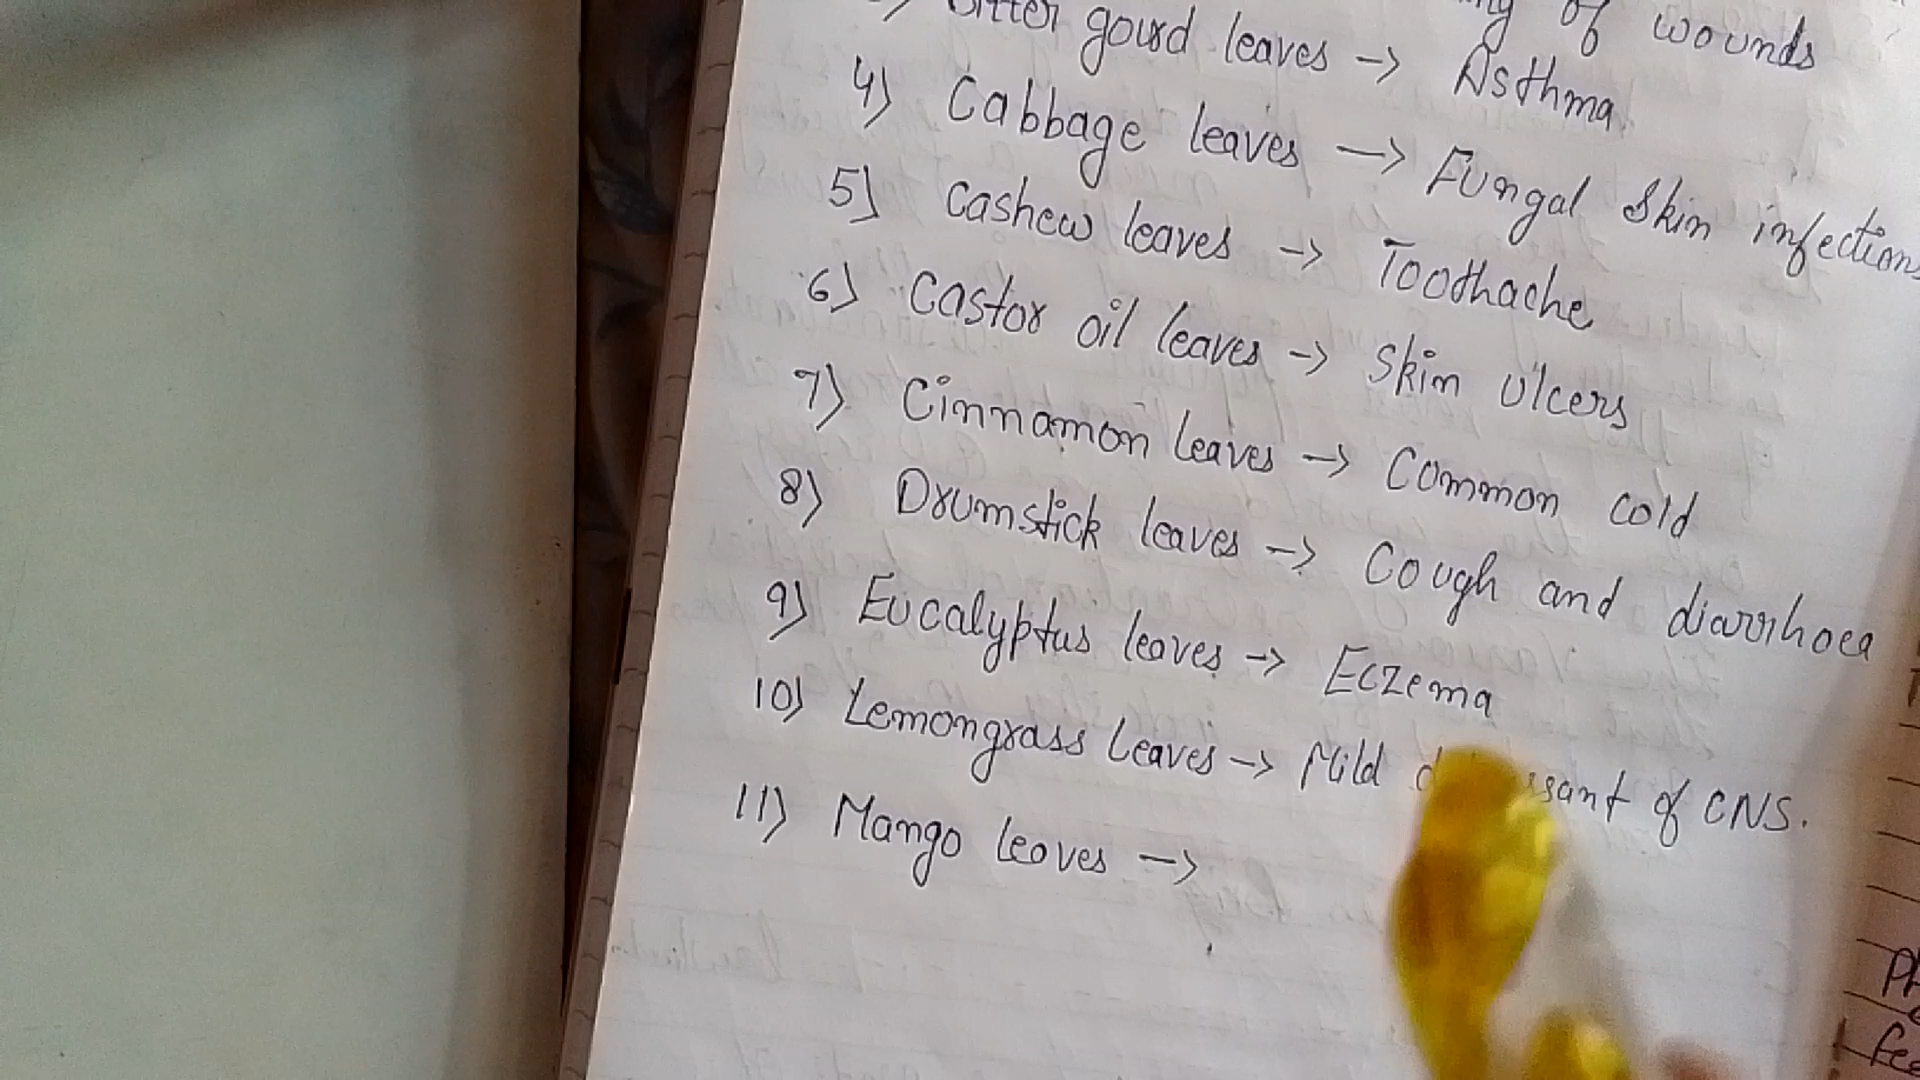 of wounds
gourd leaves -> Asthma
4) Cabbage leaves -> Fungal Skin infections
5) Cashew leaves -> Toothache
6) Castor oil leaves -> Skin Ulcers
7) Cinnamon leaves -> Common cold
8) Drumstick leaves -> Cough and diarrhoea
9) Eucalyptus leaves -> Eczema
10) Lemongrass leaves -> Mild of CNS.
11) Mango leaves ->